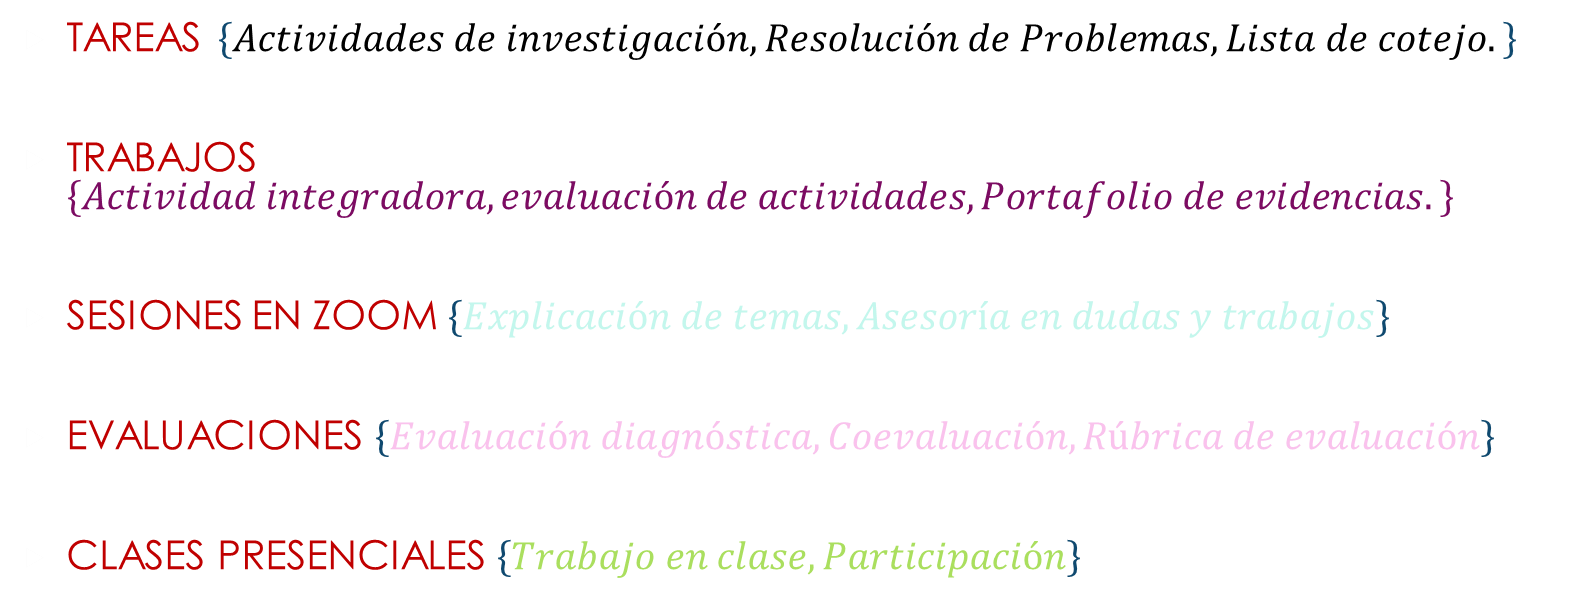 TAREAS {Actividades de investigación, Resolución de Problemas, Lista de cotejo. }
TRABAJOS
{Actividad integradora, evaluación de actividades, Portafolio de evidencias. }
SESIONES EN ZOOM {Explicación de temas, Asesoría en dudas y trabajos}
EVALUACIONES {Evaluación diagnóstica, Coevaluación, Rúbrica de evaluación}
CLASES PRESENCIALES {Trabajo en clase, Participación}